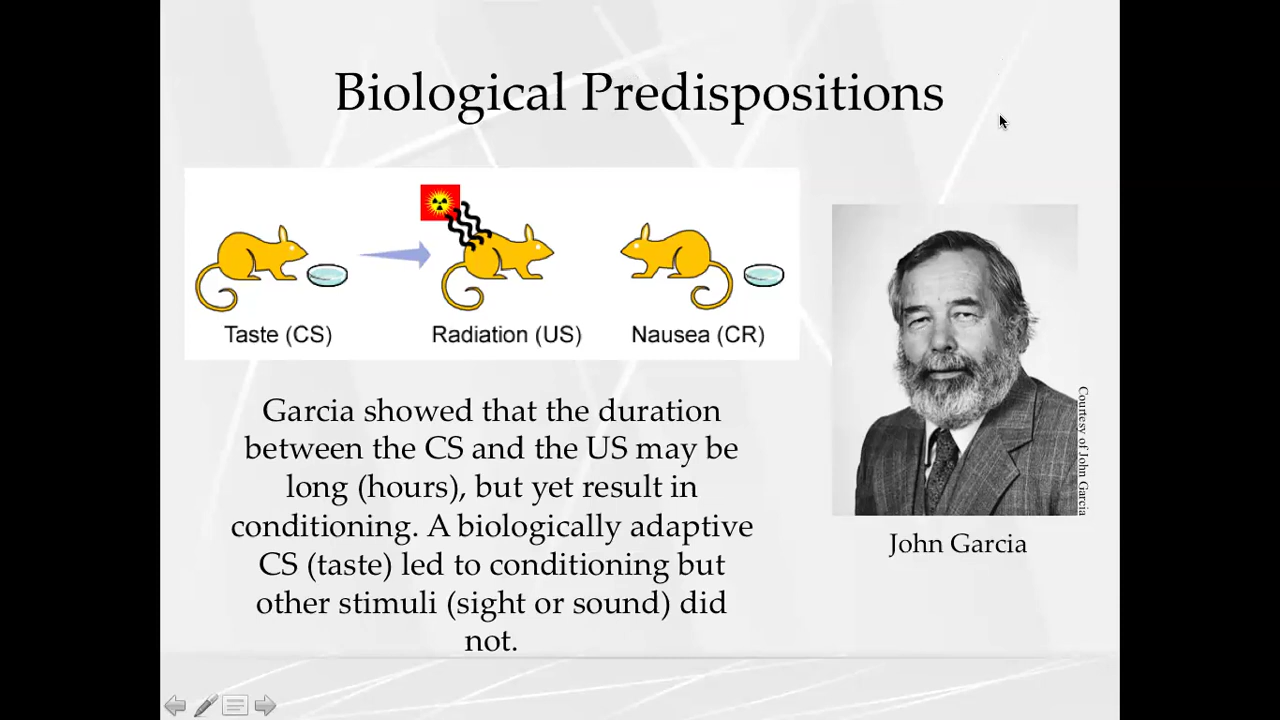 Biological Predispositions
Taste (CS)
Radiation (US)
Nausea (CR)
Garcia showed that the duration
between the CS and the US may be
long (hours), but yet result in
conditioning. A biologically adaptive
CS (taste) led to conditioning but
other stimuli (sight or sound) did
not.
Courtesy of John Garcia
John Garcia